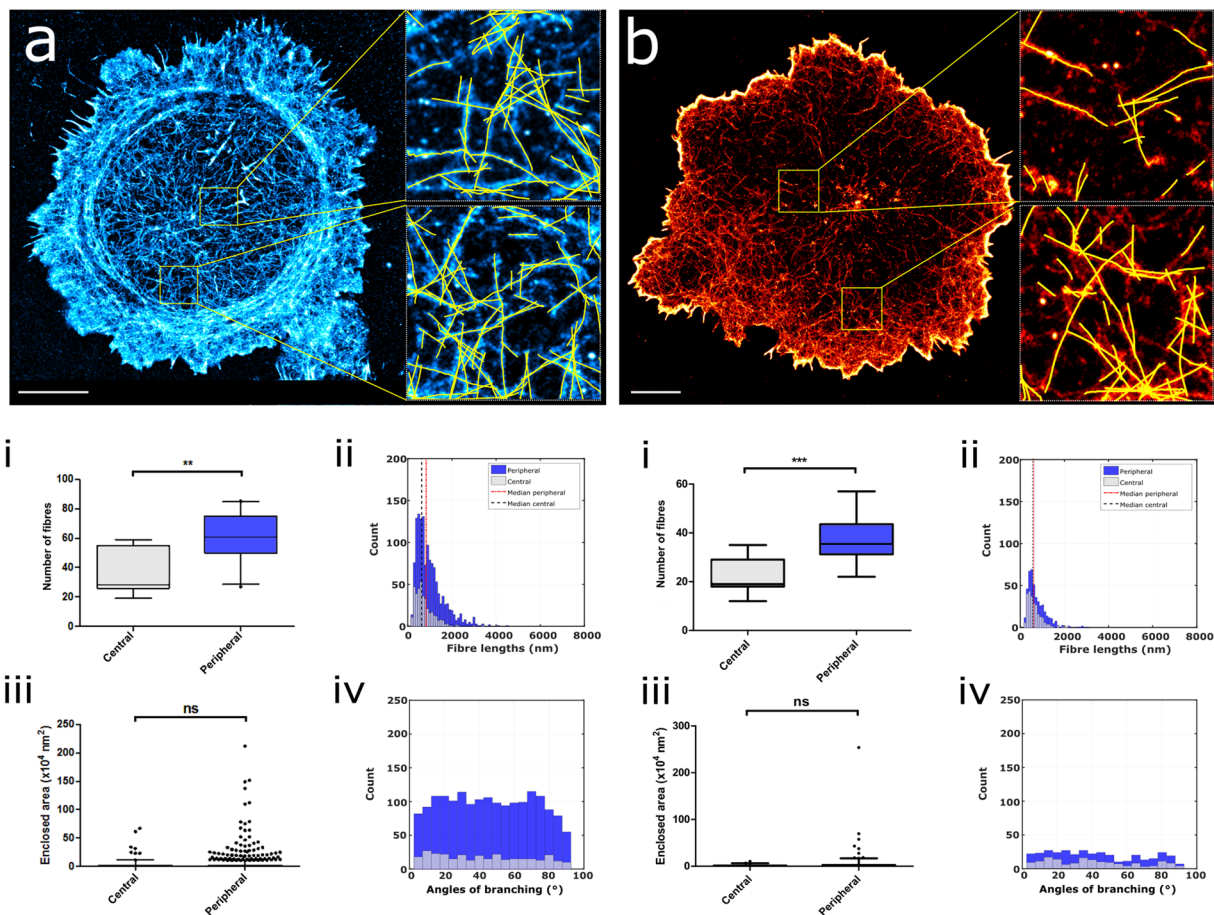 a
b
i
**
Number of fibres
100
80
60
40
20
0
Central
Peripheral
ii
Peripheral
Central
Median peripheral
Median central
Count
200
150
100
50
0
0
2000
4000
6000
8000
Fibre lengths (nm)
i
***
Number of fibres
60
40
20
0
Central
Peripheral
ii
Peripheral
Central
Median peripheral
Median central
Count
200
150
100
50
0
0
2000
4000
6000
8000
Fibre lengths (nm)
iii
ns
Enclosed area (x10⁴ nm²)
250
200
150
100
50
0
Central
Peripheral
iv
Count
250
200
150
100
50
0
0
20
40
60
80
100
Angles of branching (°)
iii
ns
Enclosed area (x10⁴ nm²)
300
200
100
0
Central
Peripheral
iv
Count
250
200
150
100
50
0
0
20
40
60
80
100
Angles of branching (°)